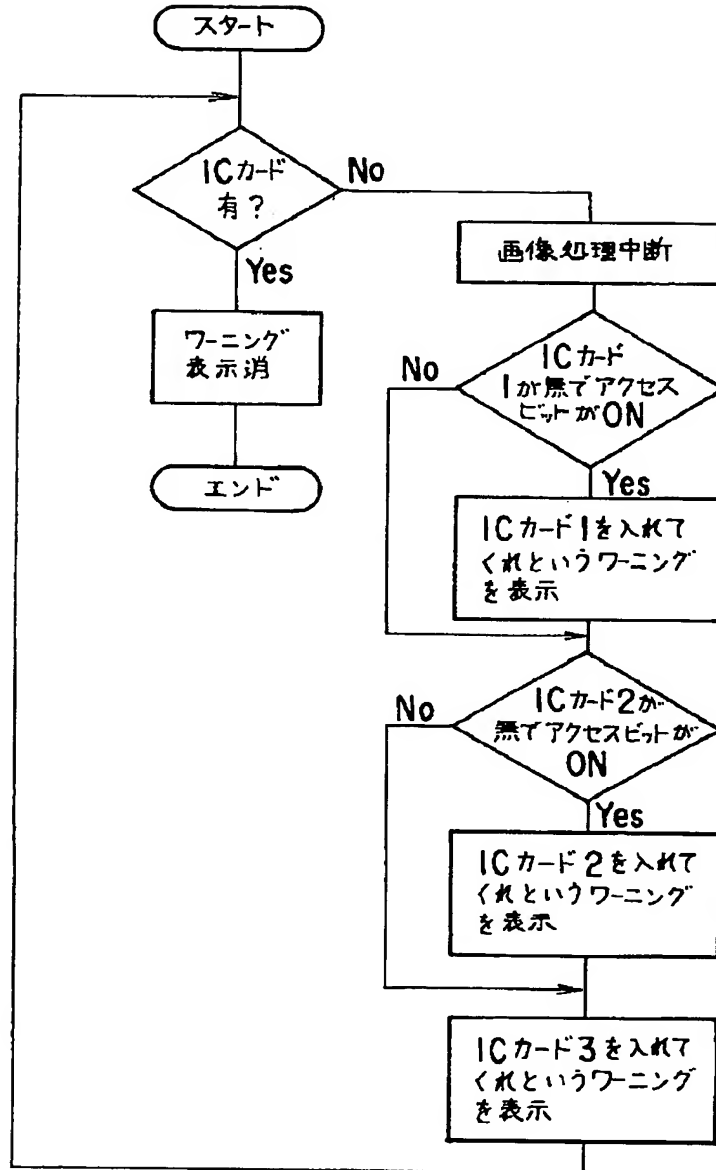 スタート
ICカード
有?
No
Yes
ワーニング
表示消
エンド
画像処理中断
ICカード
1が無でアクセス
ビットがON
No
Yes
ICカード1を入れて
くれというワーニング
を表示
ICカード2が
無でアクセスビットが
ON
No
Yes
ICカード2を入れて
くれというワーニング
を表示
ICカード3を入れて
くれというワーニング
を表示